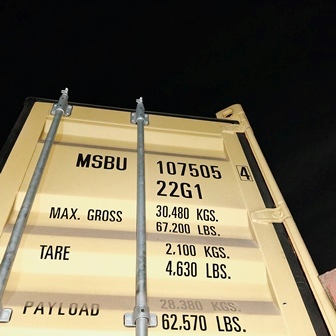 MSBU 107505 4
22G1
MAX. GROSS 30.480 KGS.
67.200 LBS.
TARE 2.100 KGS.
4.630 LBS.
PAYLOAD 28.380 KGS.
62.570 LBS.